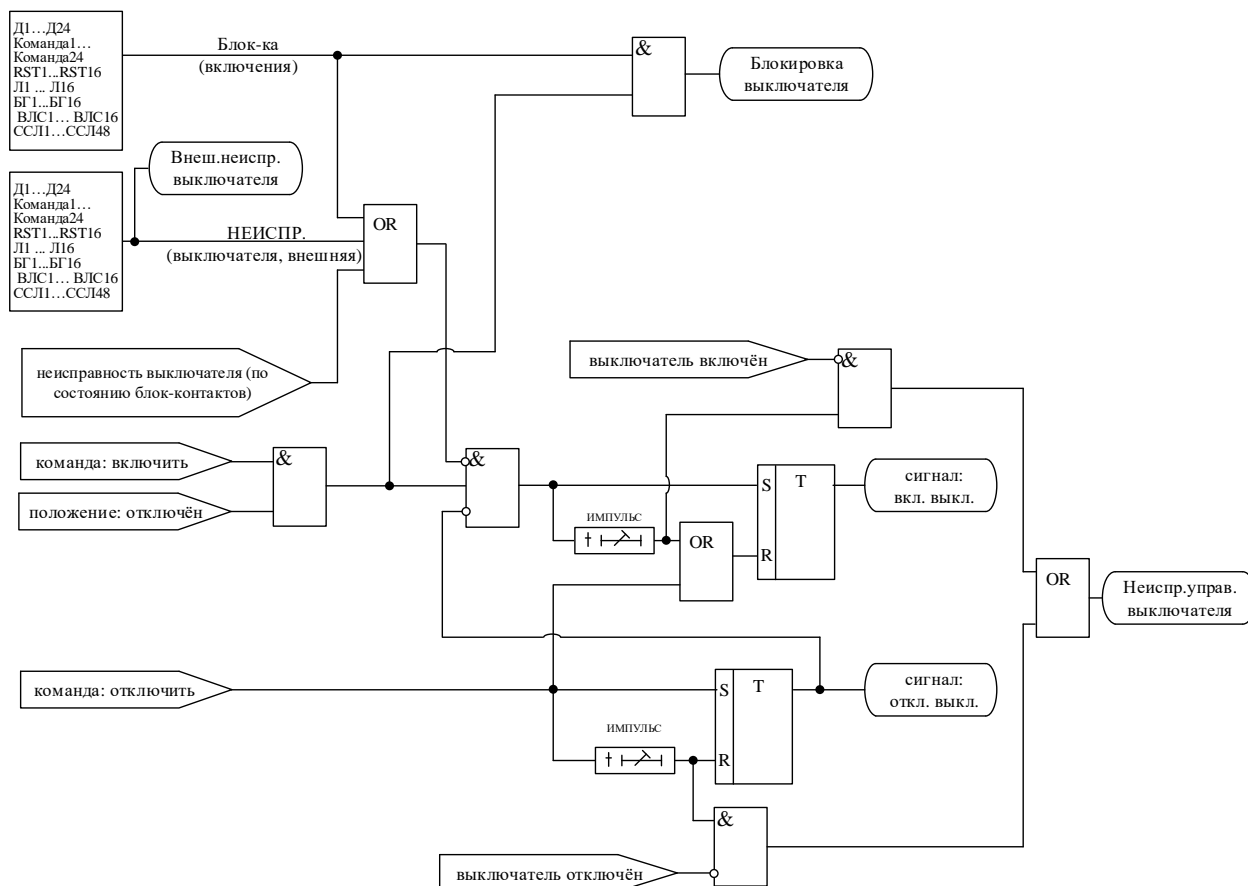 Д1…Д24
Команда1…
Команда24
RST1...RST16
Л1 ... Л16
БГ1...БГ16
ВЛС1… ВЛС16
ССЛ1…ССЛ48
Блок-ка
(включения)
&
Блокировка
выключателя
Внеш.неиспр.
выключателя
Д1…Д24
Команда1…
Команда24
RST1...RST16
Л1 ... Л16
БГ1...БГ16
ВЛС1… ВЛС16
ССЛ1…ССЛ48
НЕИСПР.
(выключателя, внешняя)
OR
неисправность выключателя (по
состоянию блок-контактов)
выключатель включён
&
команда: включить
положение: отключён
&
&
ИМПУЛЬС
OR
S
T
R
сигнал:
вкл. выкл.
OR
Неиспр.управ.
выключателя
команда: отключить
ИМПУЛЬС
S
T
R
сигнал:
откл. выкл.
&
выключатель отключён